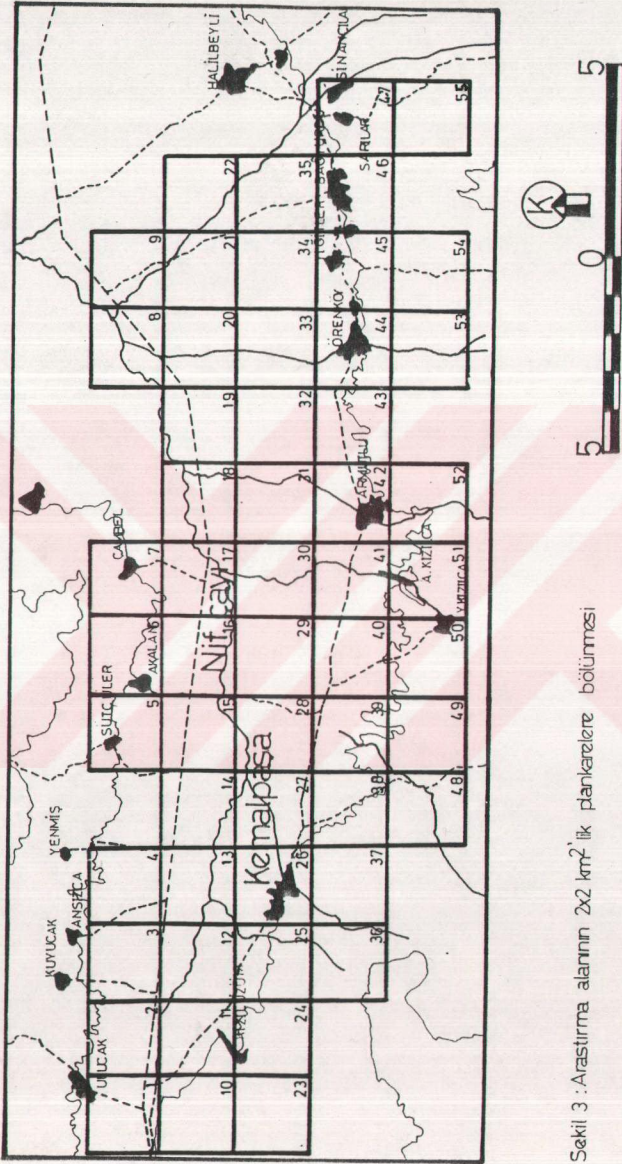 HALİLBEYLİ
SİNANCILAR
SARILAR
ÖRENKÖY
ARMUTLU
CAMBEL
AKALAN
SÜTÇÜLER
YENMİŞ
ANSIZCA
KUYUCAK
ULUCAK
Nif çayı
Kemalpaşa
A.KIZILCA
Y.KIZILCA
1 2 3 4 5 6 7 8 9
10 11 12 13 14 15 16 17 18 19 20 21 22
23 24 25 26 27 28 29 30 31 32 33 34 35
36 37 38 39 40 41 42 43 44 45 46 47
48 49 50 51 52 53 54 55
K
5 0 5
Şekil 3 : Araştırma alanının 2x2 km²'lik plankarelere bölünmesi